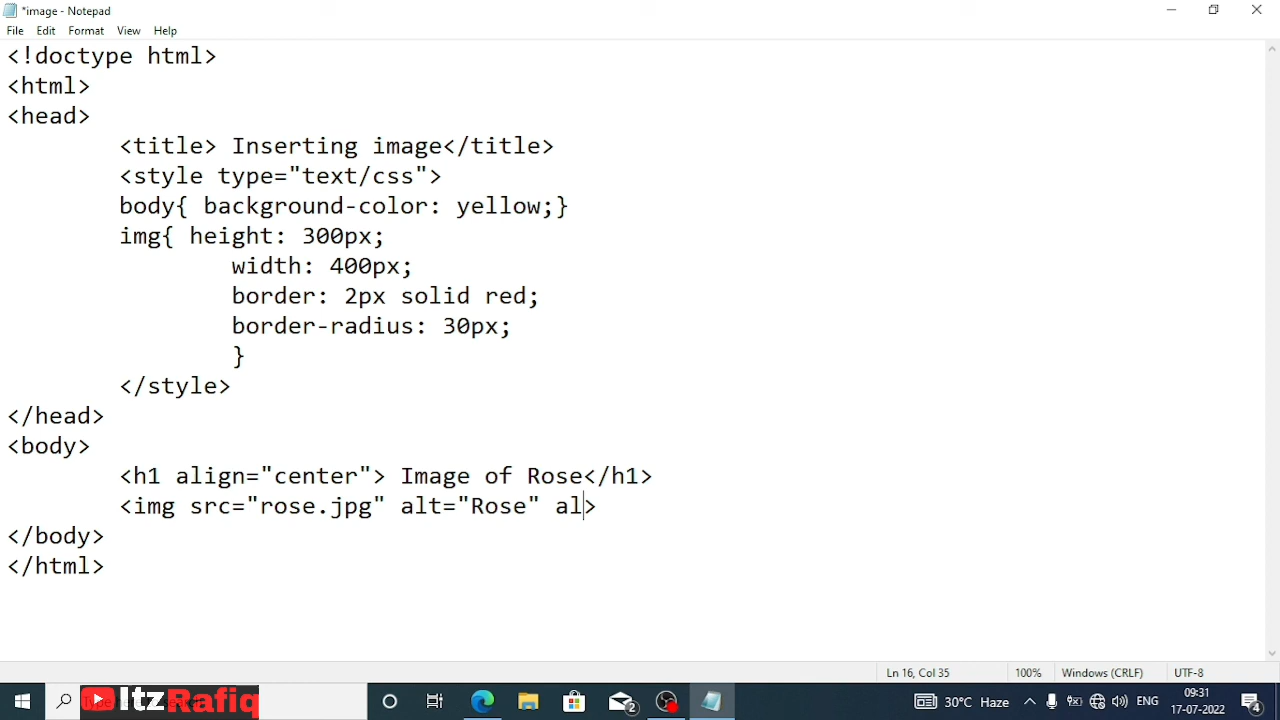 *image - Notepad
File Edit Format View Help
<!doctype html>
<html>
<head>
<title> Inserting image</title>
<style type="text/css">
body{ background-color: yellow;}
img{ height: 300px;
width: 400px;
border: 2px solid red;
border-radius: 30px;
}
</style>
</head>
<body>
<h1 align="center"> Image of Rose</h1>
<img src="rose.jpg" alt="Rose" al>
</body>
</html>
Ln 16, Col 35 100% Windows (CRLF) UTF-8
ItzRafiq 2 30°C Haze ENG 09:31
17-07-2022 4